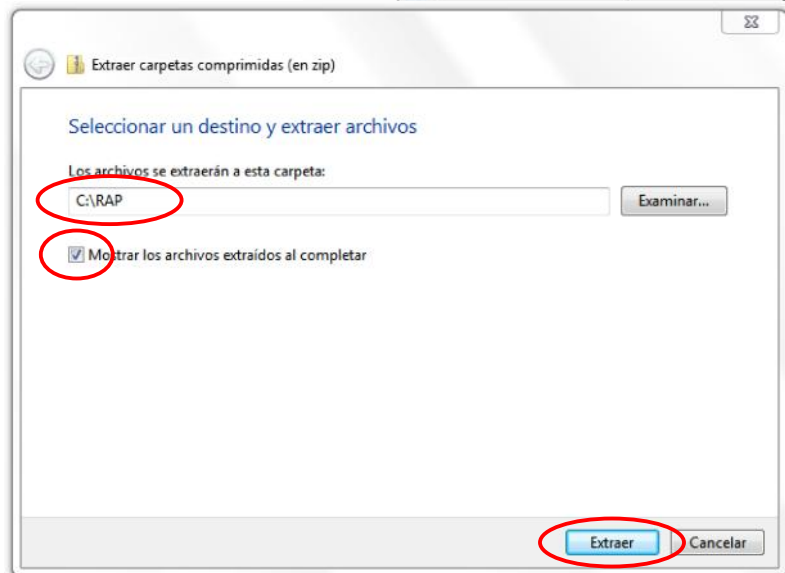 Extraer carpetas comprimidas (en zip)
Seleccionar un destino y extraer archivos
Los archivos se extraerán a esta carpeta:
C:\RAP
Examinar...
Mostrar los archivos extraídos al completar
Extraer
Cancelar